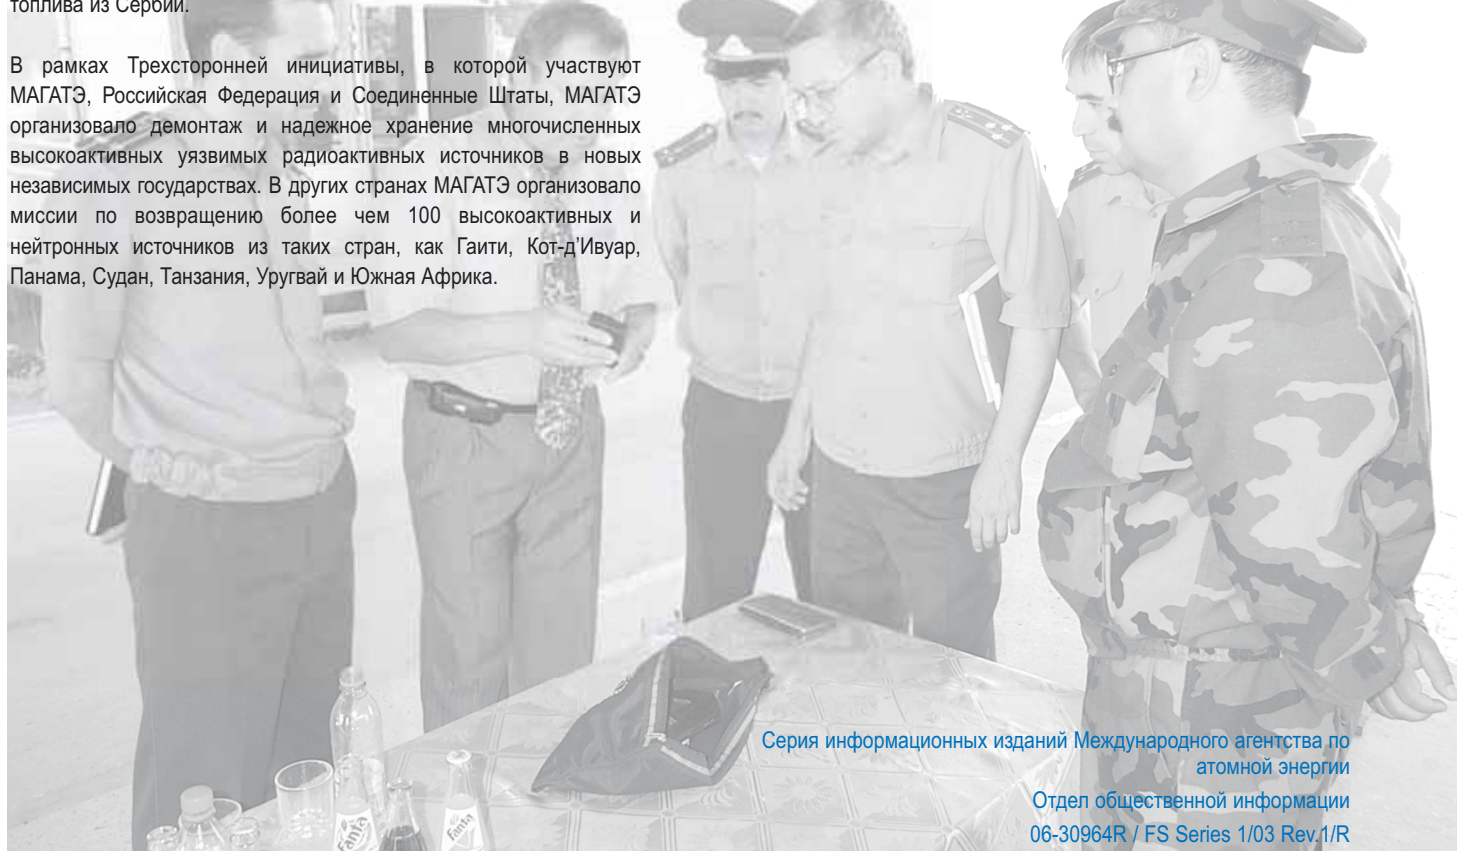 топлива из Сербии.
В рамках Трехсторонней инициативы, в которой участвуют
МАГАТЭ, Российская Федерация и Соединенные Штаты, МАГАТЭ
организовало демонтаж и надежное хранение многочисленных
высокоактивных уязвимых радиоактивных источников в новых
независимых государствах. В других странах МАГАТЭ организовало
миссии по возвращению более чем 100 высокоактивных и
нейтронных источников из таких стран, как Гаити, Кот-д’Ивуар,
Панама, Судан, Танзания, Уругвай и Южная Африка.
fanta
fanta
Серия информационных изданий Международного агентства по
атомной энергии
Отдел общественной информации
06-30964R / FS Series 1/03 Rev.1/R